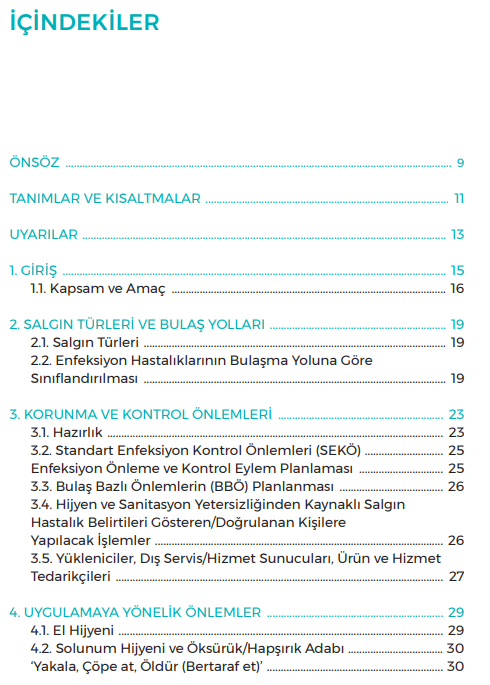 İÇİNDEKİLER
ÖNSÖZ ........ 9
TANIMLAR VE KISALTMALAR ........ 11
UYARILAR ........ 13
1. GİRİŞ ........ 15
1.1. Kapsam ve Amaç ........ 16
2. SALGIN TÜRLERİ VE BULAŞ YOLLARI ........ 19
2.1. Salgın Türleri ........ 19
2.2. Enfeksiyon Hastalıklarının Bulaşma Yoluna Göre
Sınıflandırılması ........ 19
3. KORUNMA VE KONTROL ÖNLEMLERİ ........ 23
3.1. Hazırlık ........ 23
3.2. Standart Enfeksiyon Kontrol Önlemleri (SEKÖ) ........ 25
Enfeksiyon Önleme ve Kontrol Eylem Planlaması ........ 25
3.3. Bulaş Bazlı Önlemlerin (BBÖ) Planlanması ........ 26
3.4. Hijyen ve Sanitasyon Yetersizliğinden Kaynaklı Salgın
Hastalık Belirtileri Gösteren/Doğrulanan Kişilere
Yapılacak İşlemler ........ 26
3.5. Yükleniciler, Dış Servis/Hizmet Sunucuları, Ürün ve Hizmet
Tedarikçileri ........ 27
4. UYGULAMAYA YÖNELİK ÖNLEMLER ........ 29
4.1. El Hijyeni ........ 29
4.2. Solunum Hijyeni ve Öksürük/Hapşırık Adabı ........ 30
‘Yakala, Çöpe at, Öldür (Bertaraf et)’ ........ 30